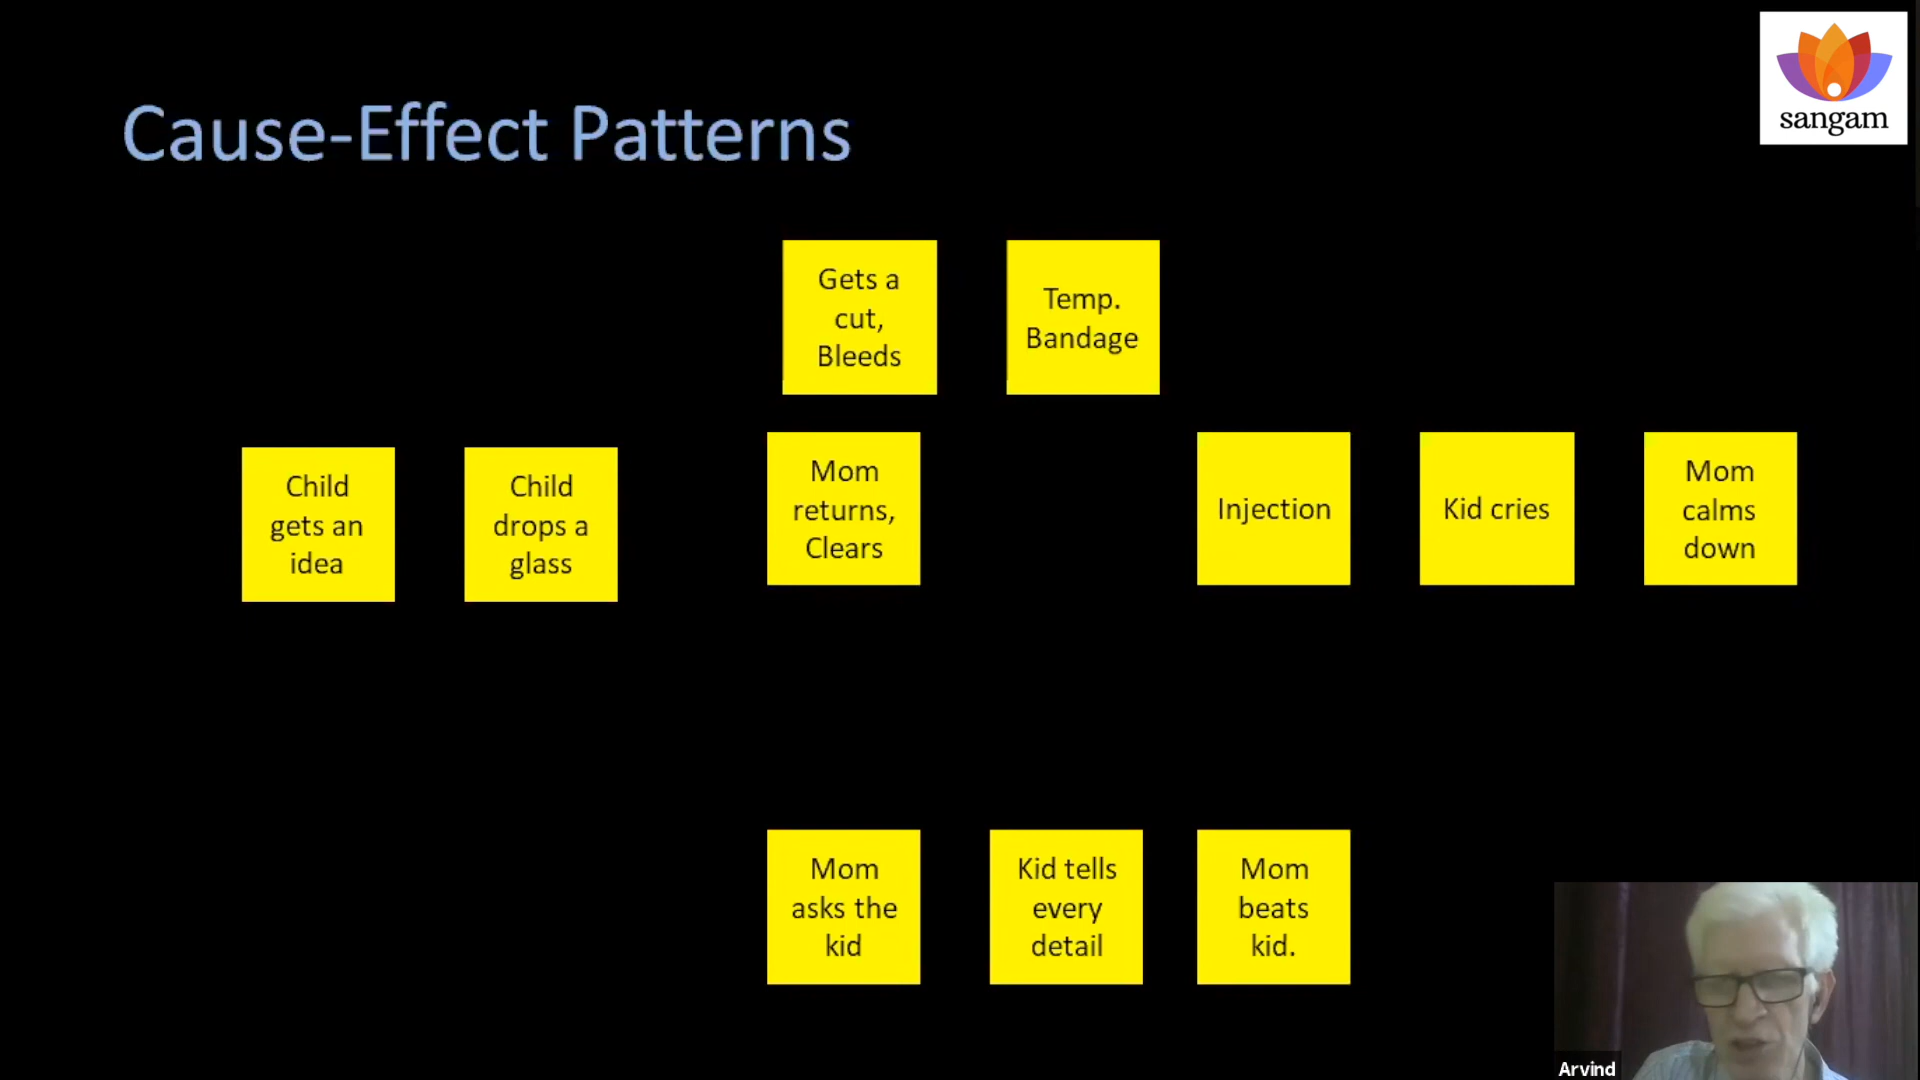 sangam
Cause-Effect Patterns
Gets a
cut,
Bleeds
Temp.
Bandage
Child
gets an
idea
Child
drops a
glass
Mom
returns,
Clears
Injection
Kid cries
Mom
calms
down
Mom
asks the
kid
Kid tells
every
detail
Mom
beats
kid.
Arvind